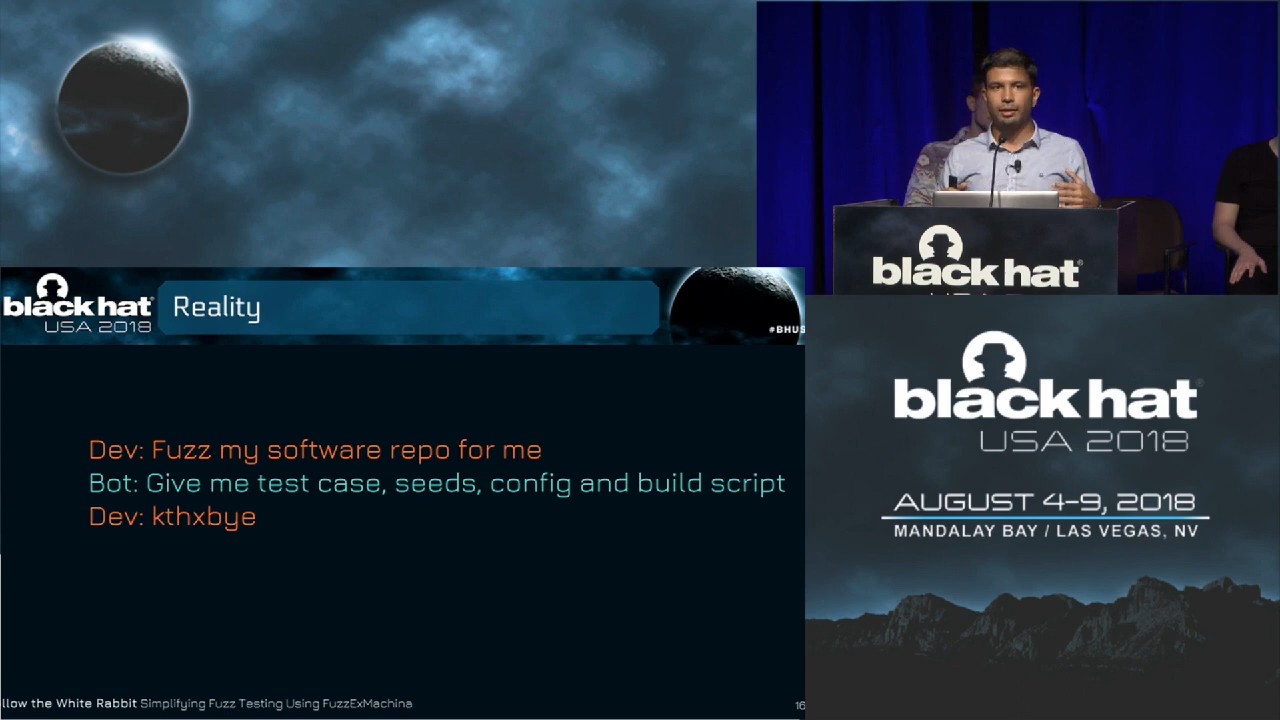 black hat
black hat
USA 2018
Reality
#BHUS
black hat
USA 2018
AUGUST 4-9, 2018
MANDALAY BAY / LAS VEGAS, NV
Dev: Fuzz my software repo for me
Bot: Give me test case, seeds, config and build script
Dev: kthxbye
llow the White Rabbit Simplifying Fuzz Testing Using FuzzExMachina
16